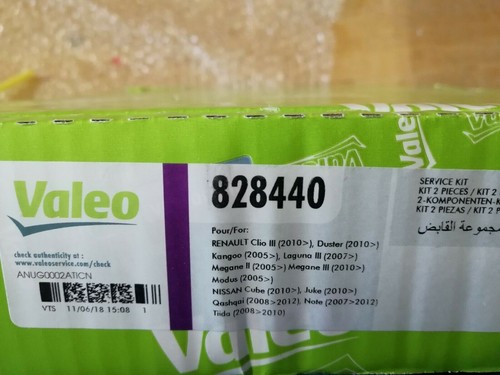 Valeo
Valeo
check authenticity at :
www.valeoservice.com/check
ANUG0002ATICN
VTS 11/06/18 15:08 1
828440
Pour/For:
RENAULT Clio III (2010>), Duster (2010>)
Kangoo (2005>), Laguna III (2007>)
Megane II (2005>) Megane III (2010>)
Modus (2005>)
NISSAN Cube (2010>), Juke (2010>)
Qashqai (2008>2012), Note (2007>2012)
Tiida (2008>2010)
SERVICE KIT
KIT 2 PIECES / KIT 2
2-KOMPONENTEN-K
KIT 2 PIEZAS / KIT 2
مجموعة القابض
Valeo